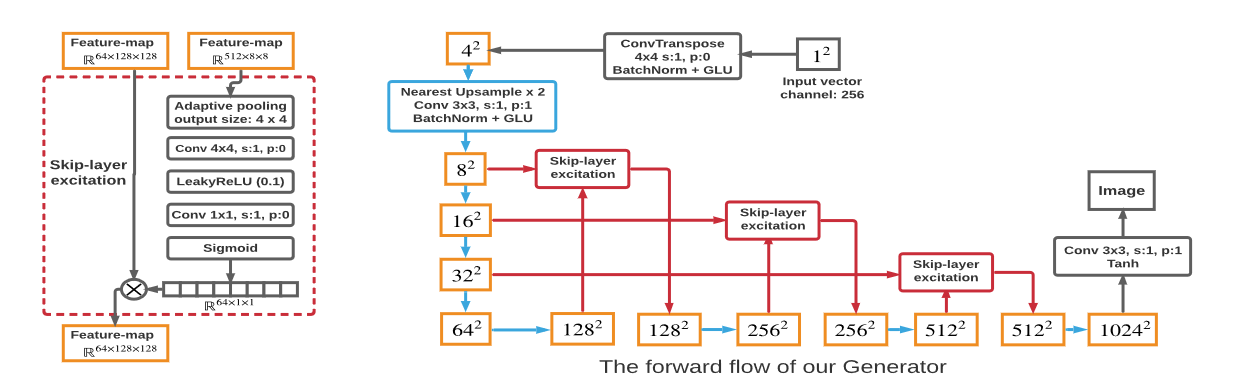 Feature-map
ℝ^64×128×128
Feature-map
ℝ^512×8×8
Adaptive pooling
output size: 4 x 4
Conv 4x4, s:1, p:0
Skip-layer
excitation
LeakyReLU (0.1)
Conv 1x1, s:1, p:0
Sigmoid
ℝ^64×1×1
Feature-map
ℝ^64×128×128
4²
ConvTranspose
4x4 s:1, p:0
BatchNorm + GLU
1²
Input vector
channel: 256
Nearest Upsample x 2
Conv 3x3, s:1, p:1
BatchNorm + GLU
8²
Skip-layer
excitation
16²
Skip-layer
excitation
32²
Skip-layer
excitation
Image
Conv 3x3, s:1, p:1
Tanh
64²
128²
128²
256²
256²
512²
512²
1024²
The forward flow of our Generator